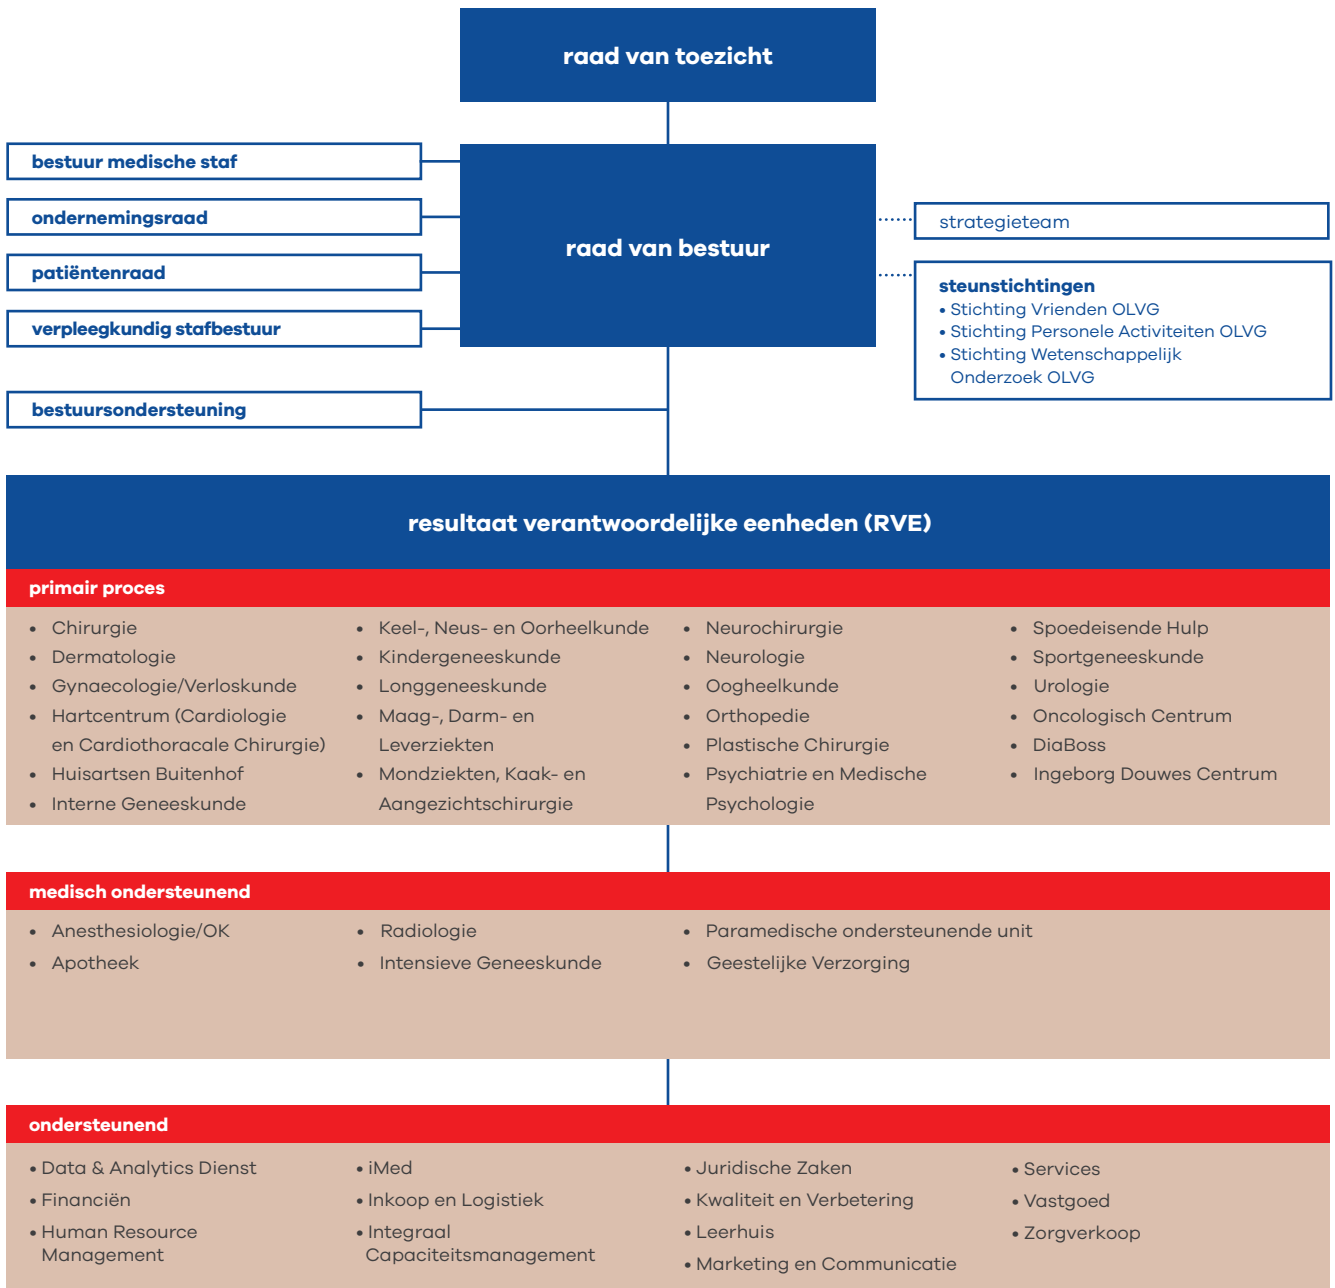 raad van toezicht
bestuur medische staf
ondernemingsraad
patiëntenraad
verpleegkundig stafbestuur
raad van bestuur
strategieteam
steunstichtingen
• Stichting Vrienden OLVG
• Stichting Personele Activiteiten OLVG
• Stichting Wetenschappelijk
Onderzoek OLVG
bestuursondersteuning
resultaat verantwoordelijke eenheden (RVE)
primair proces
• Chirurgie
• Dermatologie
• Gynaecologie/Verloskunde
• Hartcentrum (Cardiologie
en Cardiothoracale Chirurgie)
• Huisartsen Buitenhof
• Interne Geneeskunde
• Keel-, Neus- en Oorheelkunde
• Kindergeneeskunde
• Longgeneeskunde
• Maag-, Darm- en
Leverziekten
• Mondziekten, Kaak- en
Aangezichtschirurgie
• Neurochirurgie
• Neurologie
• Oogheelkunde
• Orthopedie
• Plastische Chirurgie
• Psychiatrie en Medische
Psychologie
• Spoedeisende Hulp
• Sportgeneeskunde
• Urologie
• Oncologisch Centrum
• DiaBoss
• Ingeborg Douwes Centrum
medisch ondersteunend
• Anesthesiologie/OK
• Apotheek
• Radiologie
• Intensieve Geneeskunde
• Paramedische ondersteunende unit
• Geestelijke Verzorging
ondersteunend
• Data & Analytics Dienst
• Financiën
• Human Resource
Management
• iMed
• Inkoop en Logistiek
• Integraal
Capaciteitsmanagement
• Juridische Zaken
• Kwaliteit en Verbetering
• Leerhuis
• Marketing en Communicatie
• Services
• Vastgoed
• Zorgverkoop